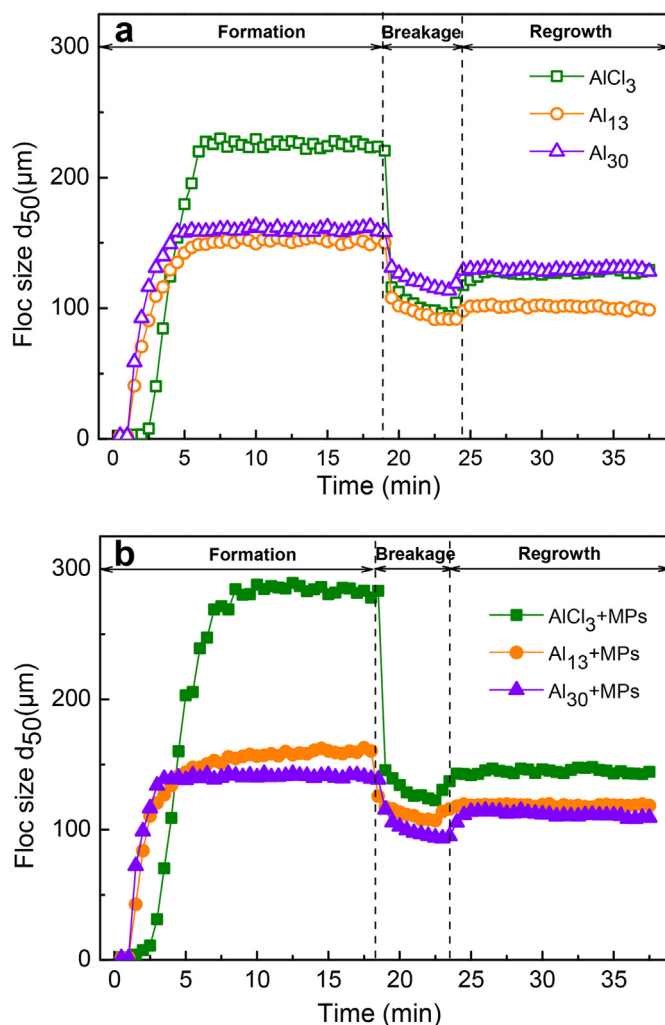 a
Formation Breakage Regrowth
300
200
100
0
Floc size d50(μm)
AlCl3
Al13
Al30
0 5 10 15 20 25 30 35
Time (min)
b
Formation Breakage Regrowth
300
200
100
0
Floc size d50(μm)
AlCl3+MPs
Al13+MPs
Al30+MPs
0 5 10 15 20 25 30 35
Time (min)